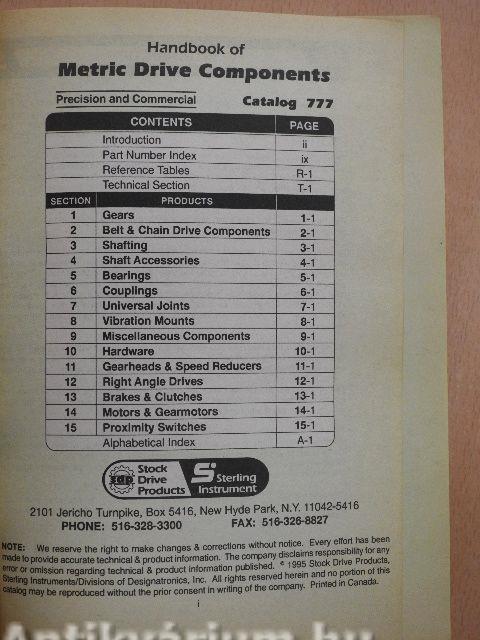 Handbook of
Metric Drive Components
Precision and Commercial Catalog 777
CONTENTS PAGE
Introduction ii
Part Number Index ix
Reference Tables R-1
Technical Section T-1
SECTION PRODUCTS
1 Gears 1-1
2 Belt & Chain Drive Components 2-1
3 Shafting 3-1
4 Shaft Accessories 4-1
5 Bearings 5-1
6 Couplings 6-1
7 Universal Joints 7-1
8 Vibration Mounts 8-1
9 Miscellaneous Components 9-1
10 Hardware 10-1
11 Gearheads & Speed Reducers 11-1
12 Right Angle Drives 12-1
13 Brakes & Clutches 13-1
14 Motors & Gearmotors 14-1
15 Proximity Switches 15-1
Alphabetical Index A-1
sdp Stock Drive Products
S Sterling Instrument
2101 Jericho Turnpike, Box 5416, New Hyde Park, N.Y. 11042-5416
PHONE: 516-328-3300 FAX: 516-326-8827
NOTE: We reserve the right to make changes & corrections without notice. Every effort has been
made to provide accurate technical & product information. The company disclaims responsibility for any
error or omission regarding technical & product information published. © 1995 Stock Drive Products,
Sterling Instruments/Divisions of Designatronics, Inc. All rights reserved herein and no portion of this
catalog may be reproduced without the prior consent in writing of the company. Printed in Canada.
i
Antikvárium.hu